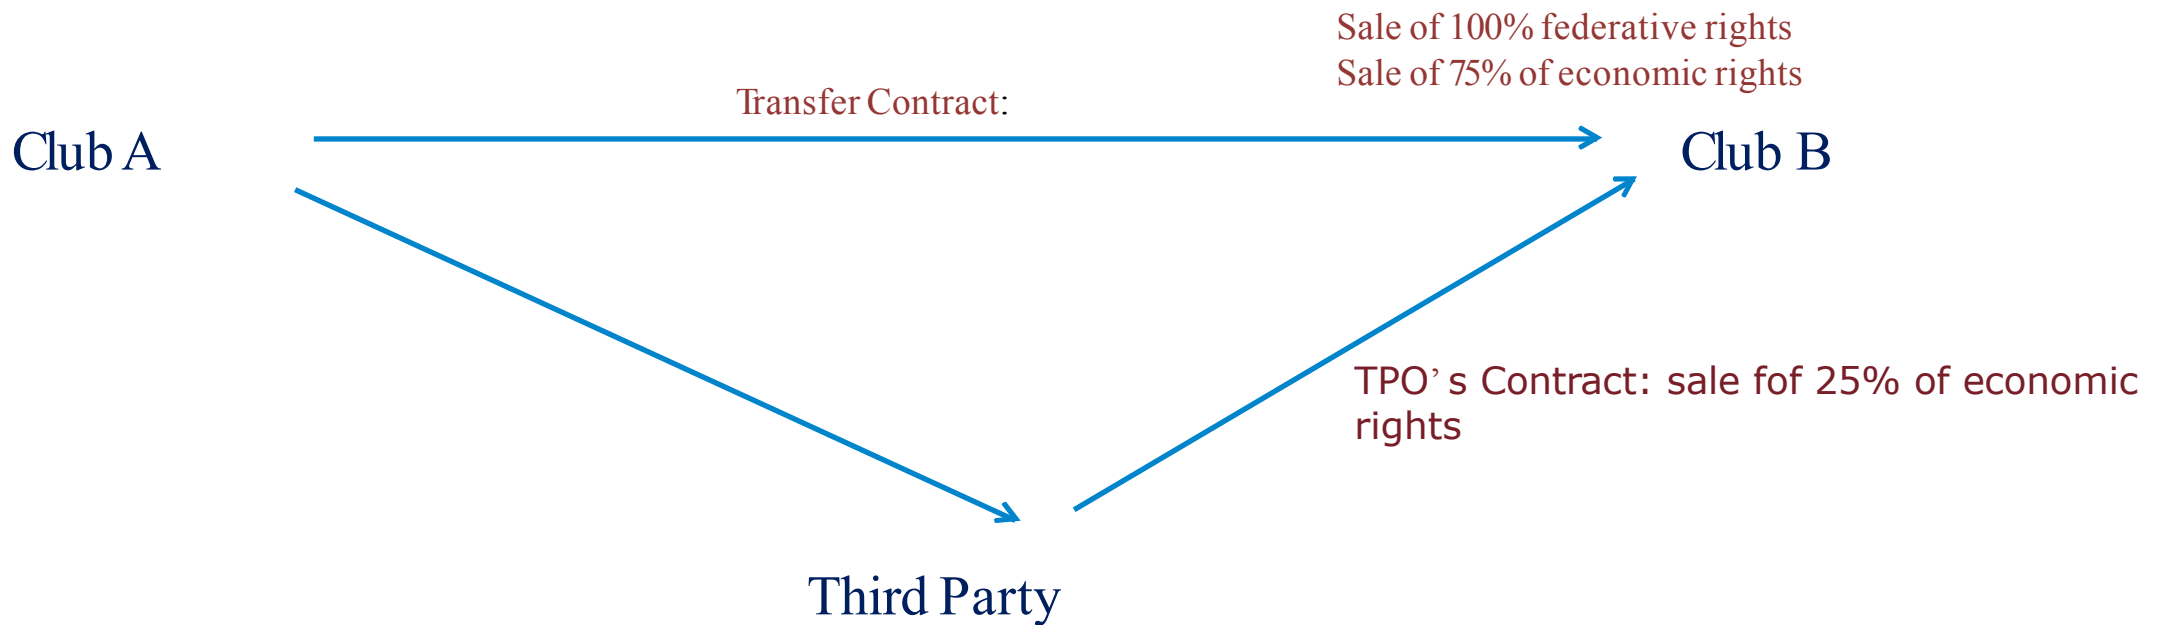 Sale of 100% federative rights
Sale of 75% of economic rights
Transfer Contract:
Club A
Club B
TPO’s Contract: sale fof 25% of economic
rights
Third Party